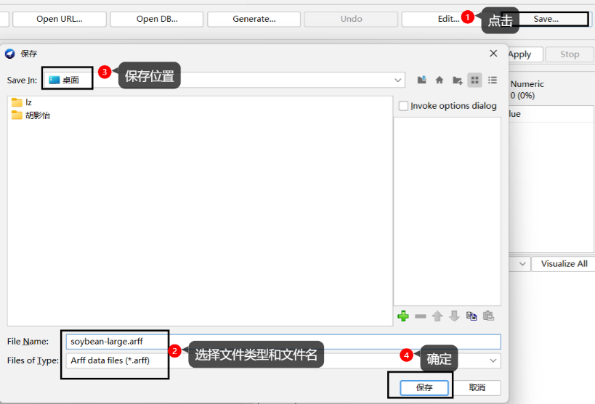 Open URL...
Open DB...
Generate...
Undo
Edit...
1 点击
Save...
保存
Apply
Stop
Save In:
桌面
3 保存位置
Numeric
0 (0%)
lz
胡影怡
Invoke options dialog
Visualize All
File Name:
soybean-large.arff
Files of Type:
Arff data files (*.arff)
2 选择文件类型和文件名
4 确定
保存
取消